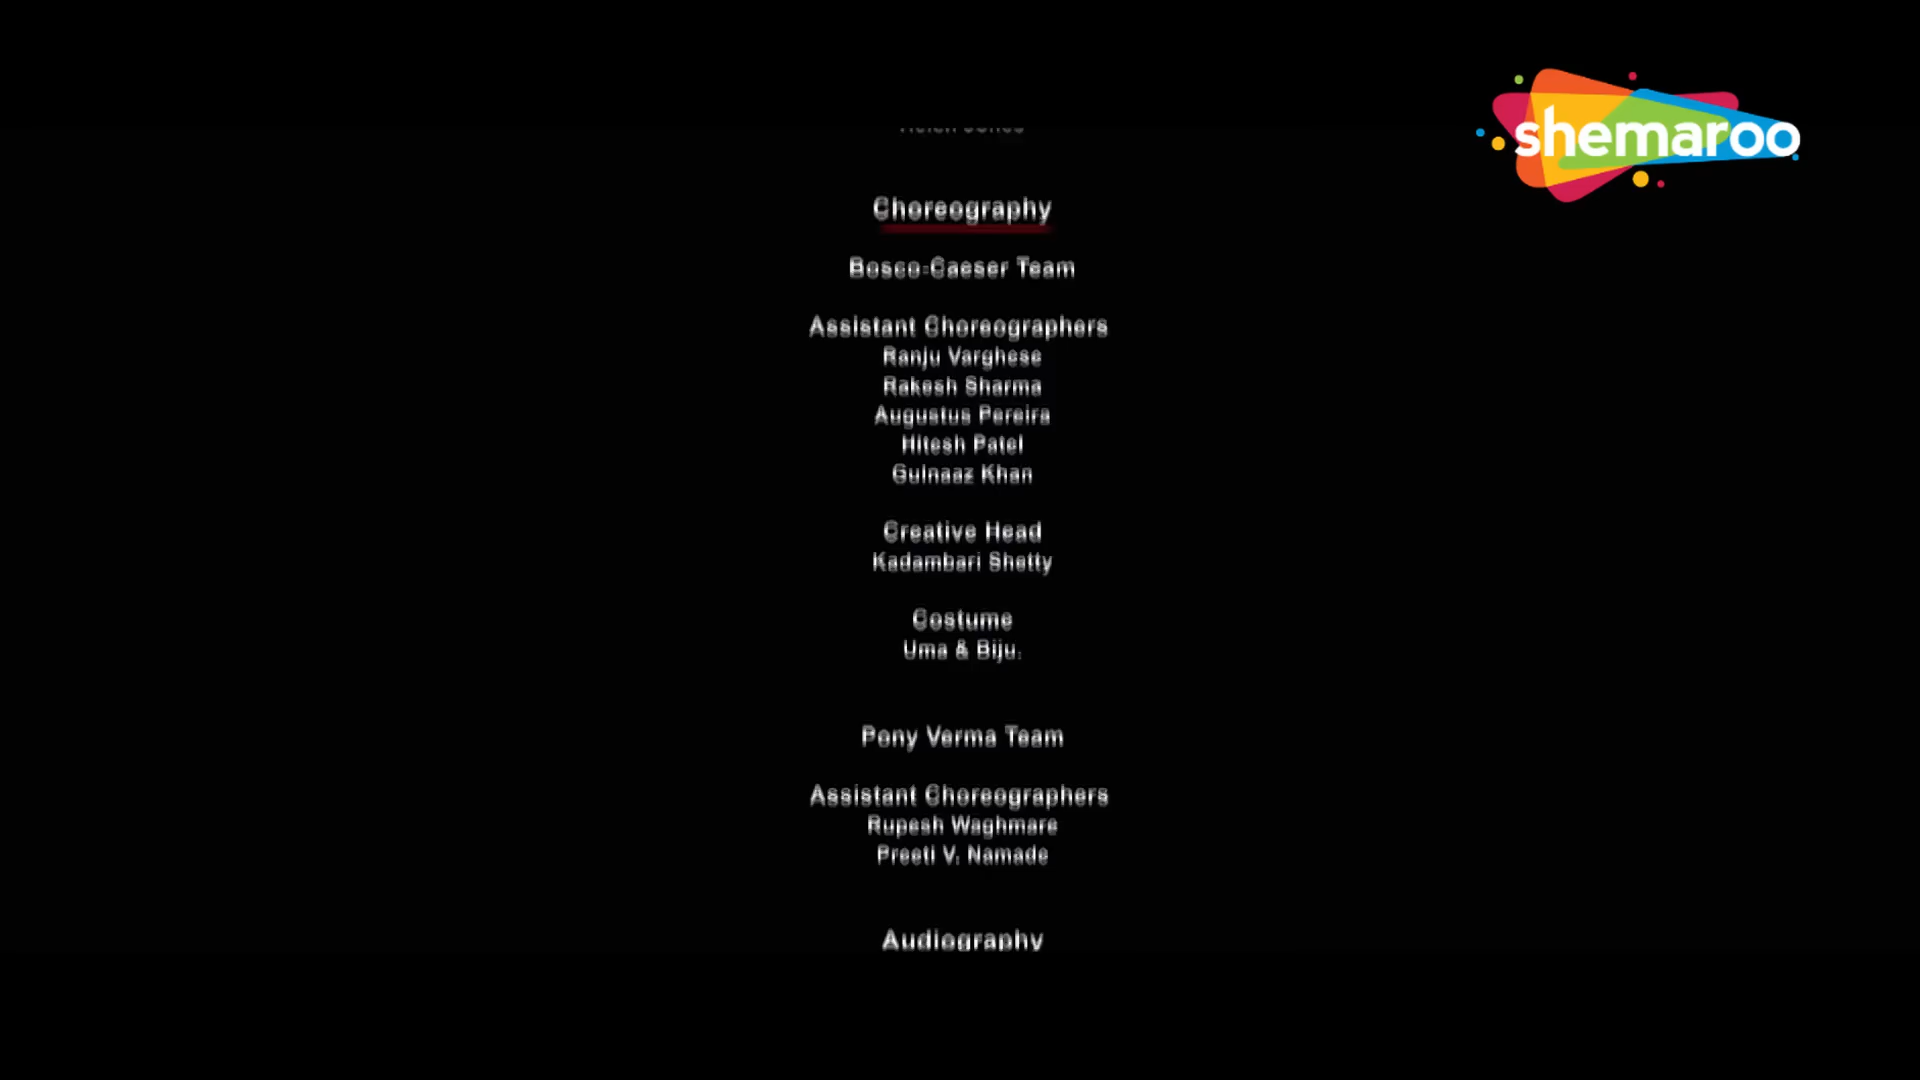 shemaroo
Choreography
Bosco-Caeser Team
Assistant Choreographers
Ranju Varghese
Rakesh Sharma
Augustus Pereira
Hitesh Patel
Gulnaaz Khan
Creative Head
Kadambari Shetty
Costume
Uma & Biju.
Pony Verma Team
Assistant Choreographers
Rupesh Waghmare
Preeti V. Namade
Audiography